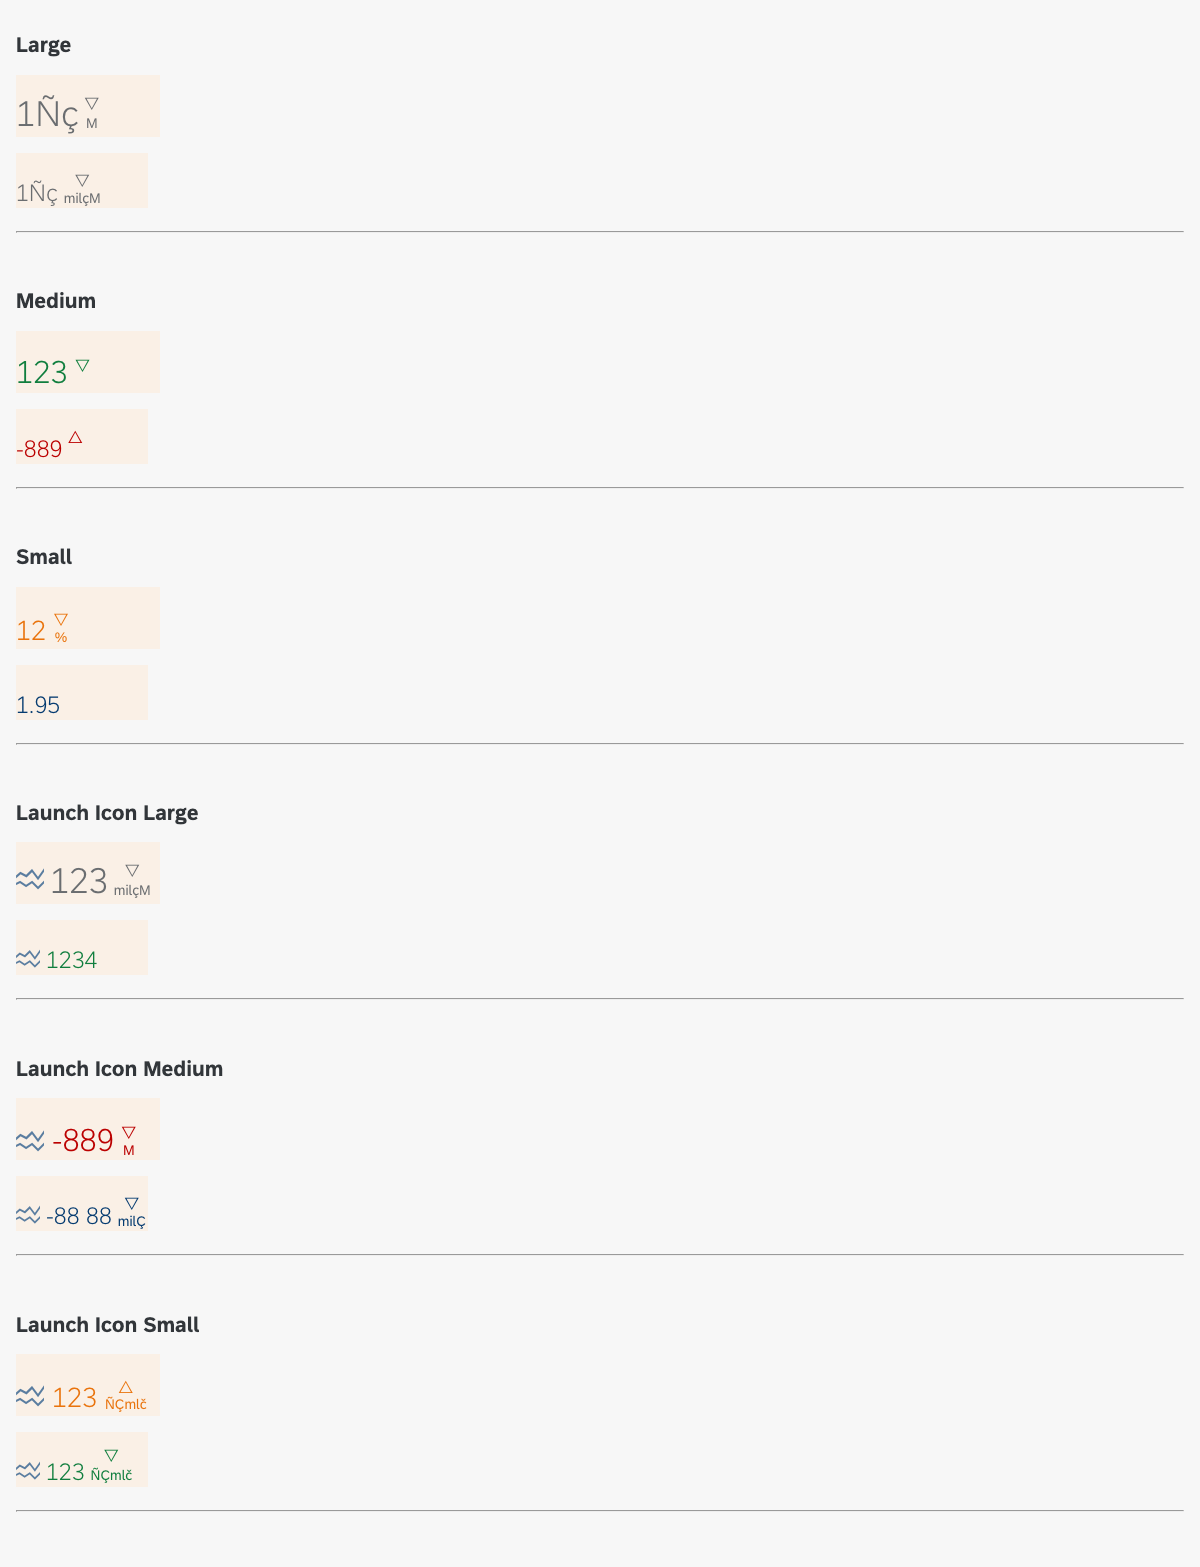 Large
1Ñç M
1Ñç milçM
Medium
123
-889
Small
12 %
1.95
Launch Icon Large
123 milçM
1234
Launch Icon Medium
-889 M
-88 88 milÇ
Launch Icon Small
123 ÑÇmlč
123 ÑÇmlč